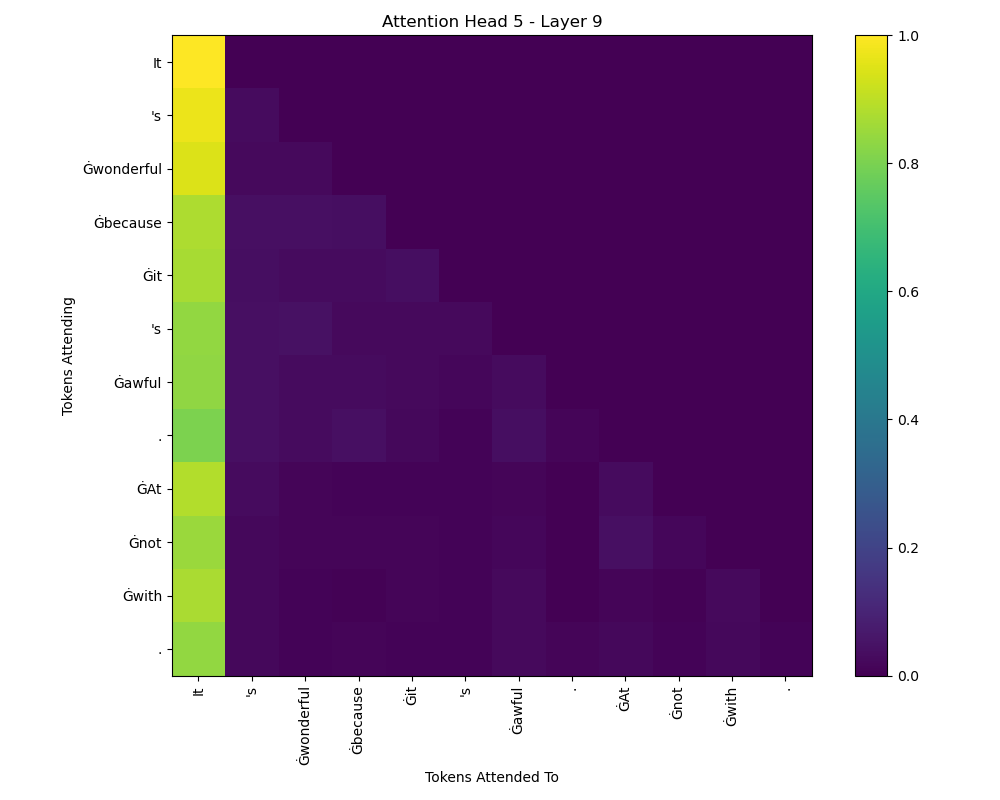 Attention Head 5 - Layer 9
It
's
Ġwonderful
Ġbecause
Ġit
's
Ġawful
.
ĠAt
Ġnot
Ġwith
.
Tokens Attending
It
's
Ġwonderful
Ġbecause
Ġit
's
Ġawful
.
ĠAt
Ġnot
Ġwith
.
Tokens Attended To
1.0
0.8
0.6
0.4
0.2
0.0